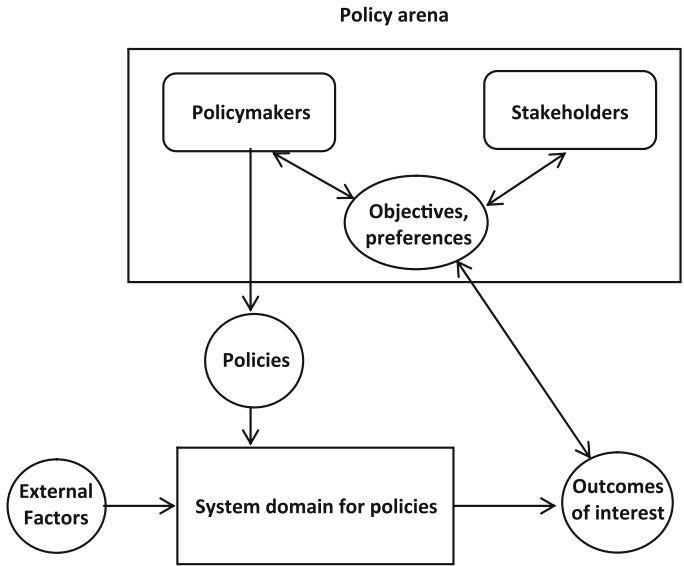 Policy arena
Policymakers
Stakeholders
Objectives,
preferences
Policies
External
Factors
System domain for policies
Outcomes
of interest